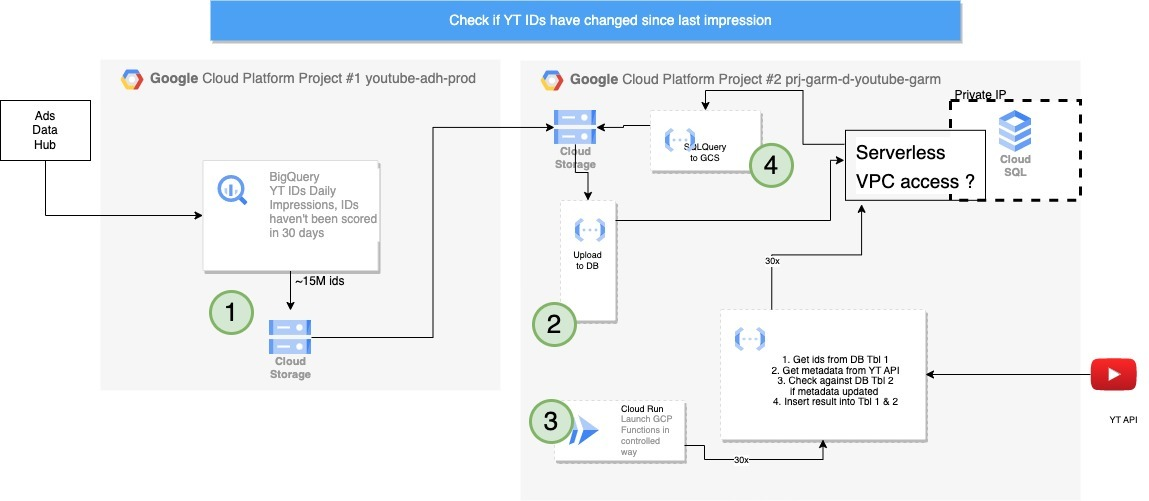 Check if YT IDs have changed since last impression
Google Cloud Platform Project #1 youtube-adh-prod
Google Cloud Platform Project #2 prj-garm-d-youtube-garm
Ads
Data
Hub
BigQuery
YT IDs Daily
Impressions, IDs
haven't been scored
in 30 days
~15M ids
1
Cloud
Storage
Cloud
Storage
SQLQuery
to GCS
4
Private IP
Serverless
VPC access ?
Cloud
SQL
Upload
to DB
2
30x
1. Get ids from DB Tbl 1
2. Get metadata from YT API
3. Check against DB Tbl 2
if metadata updated
4. Insert result into Tbl 1 & 2
YT API
3
Cloud Run
Launch GCP
Functions in
controlled
way
30x